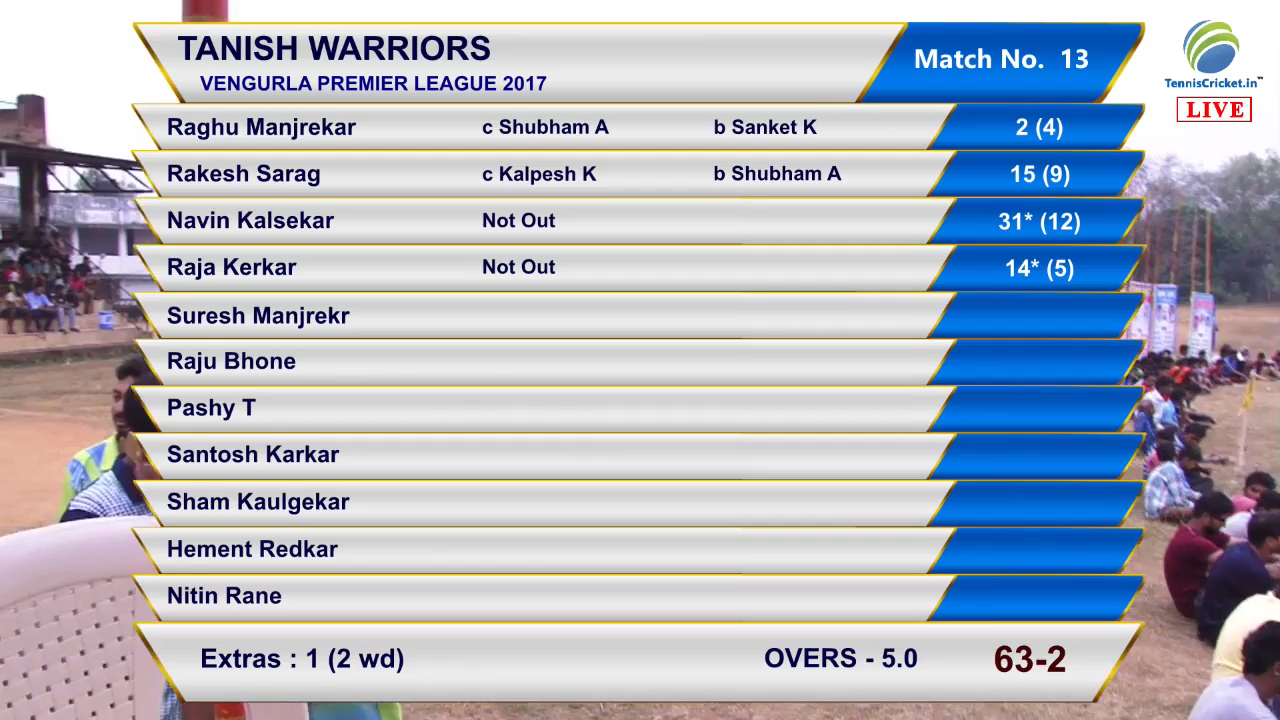 TANISH WARRIORS
VENGURLA PREMIER LEAGUE 2017
Match No. 13
TennisCricket.in™
LIVE
Raghu Manjrekar c Shubham A b Sanket K 2 (4)
Rakesh Sarag c Kalpesh K b Shubham A 15 (9)
Navin Kalsekar Not Out 31* (12)
Raja Kerkar Not Out 14* (5)
Suresh Manjrekr
Raju Bhone
Pashy T
Santosh Karkar
Sham Kaulgekar
Hement Redkar
Nitin Rane
Extras : 1 (2 wd) OVERS - 5.0 63-2